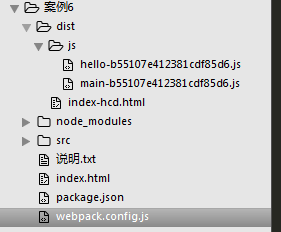 案例6
dist
js
hello-b55107e412381cdf85d6.js
main-b55107e412381cdf85d6.js
index-hcd.html
node_modules
src
说明.txt
index.html
package.json
webpack.config.js